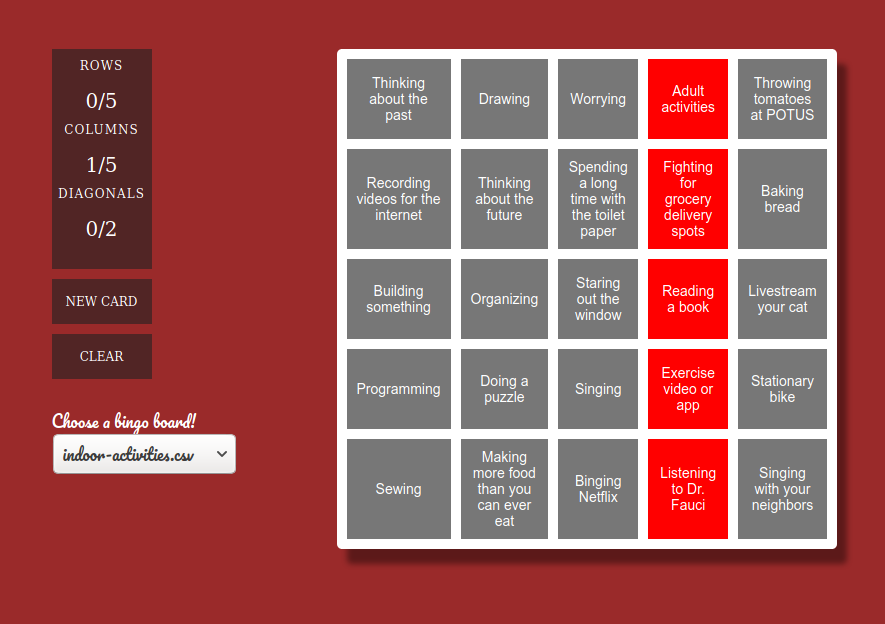 ROWS
0/5
COLUMNS
1/5
DIAGONALS
0/2
NEW CARD
CLEAR
Choose a bingo board!
indoor-activities.csv
Thinking
about the
past
Drawing
Worrying
Adult
activities
Throwing
tomatoes
at POTUS
Recording
videos for the
internet
Thinking
about the
future
Spending
a long
time with
the toilet
paper
Fighting
for
grocery
delivery
spots
Baking
bread
Building
something
Organizing
Staring
out the
window
Reading
a book
Livestream
your cat
Programming
Doing a
puzzle
Singing
Exercise
video or
app
Stationary
bike
Sewing
Making
more food
than you
can ever
eat
Binging
Netflix
Listening
to Dr.
Fauci
Singing
with your
neighbors